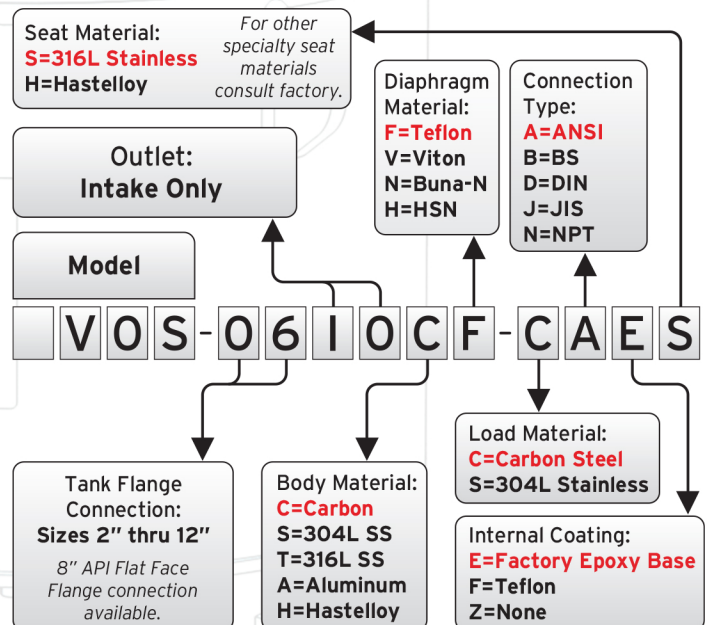 Seat Material:
S=316L Stainless
H=Hastelloy
For other
specialty seat
materials
consult factory.
Diaphragm
Material:
F=Teflon
V=Viton
N=Buna-N
H=HSN
Connection
Type:
A=ANSI
B=BS
D=DIN
J=JIS
N=NPT
Outlet:
Intake Only
Model
VOS-06IOCF-CAES
Tank Flange
Connection:
Sizes 2” thru 12”
8” API Flat Face
Flange connection
available.
Body Material:
C=Carbon
S=304L SS
T=316L SS
A=Aluminum
H=Hastelloy
Load Material:
C=Carbon Steel
S=304L Stainless
Internal Coating:
E=Factory Epoxy Base
F=Teflon
Z=None